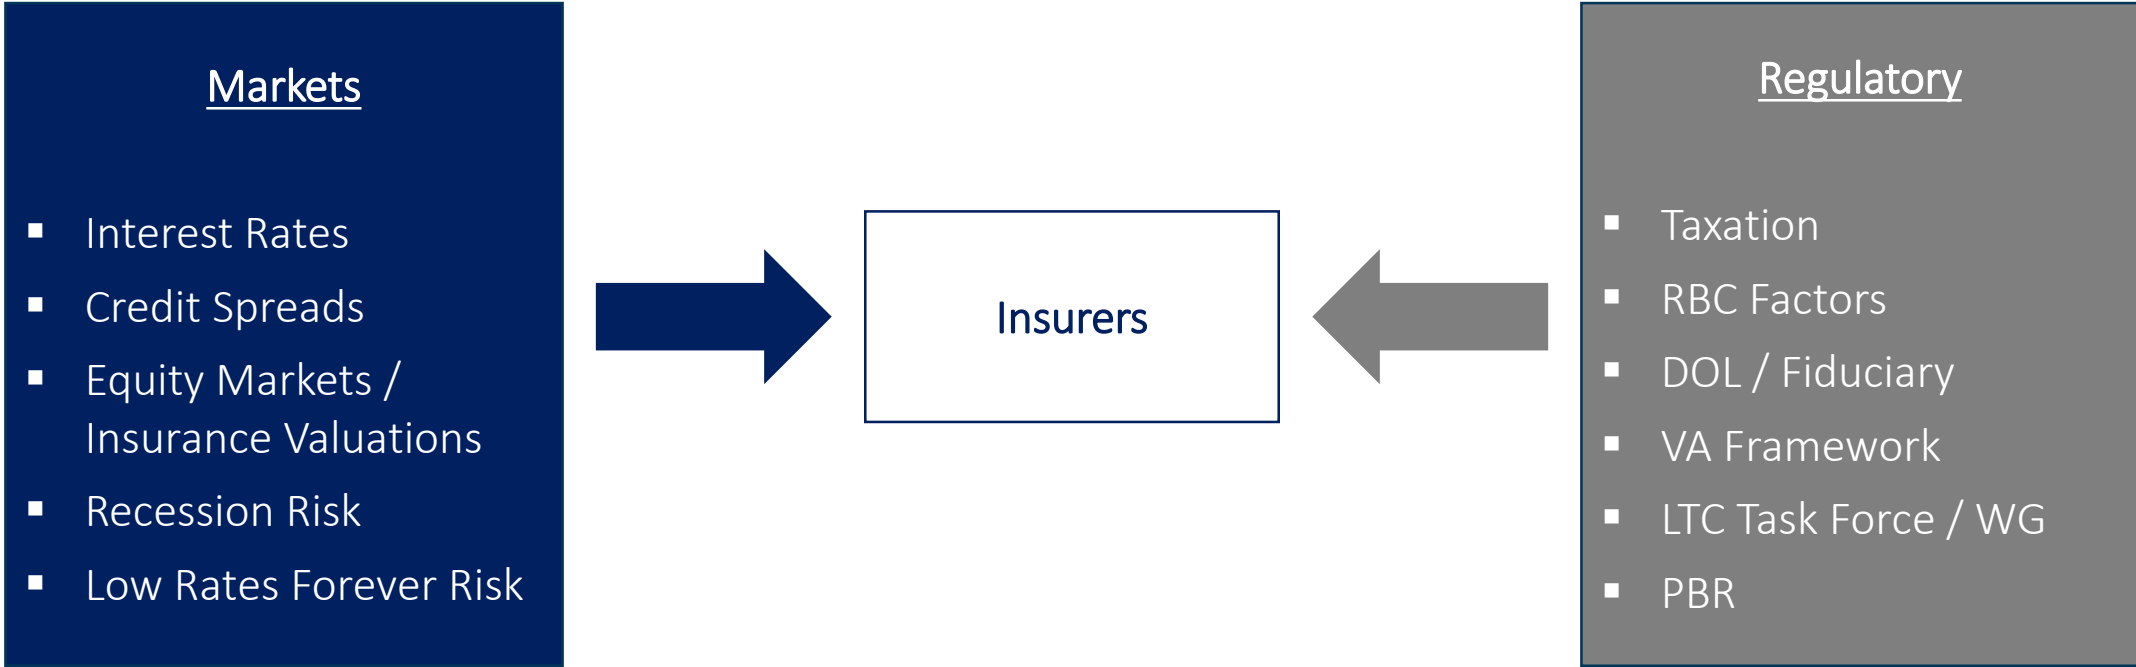 Markets
▪ Interest Rates
▪ Credit Spreads
▪ Equity Markets /
Insurance Valuations
▪ Recession Risk
▪ Low Rates Forever Risk
Insurers
Regulatory
▪ Taxation
▪ RBC Factors
▪ DOL / Fiduciary
▪ VA Framework
▪ LTC Task Force / WG
▪ PBR